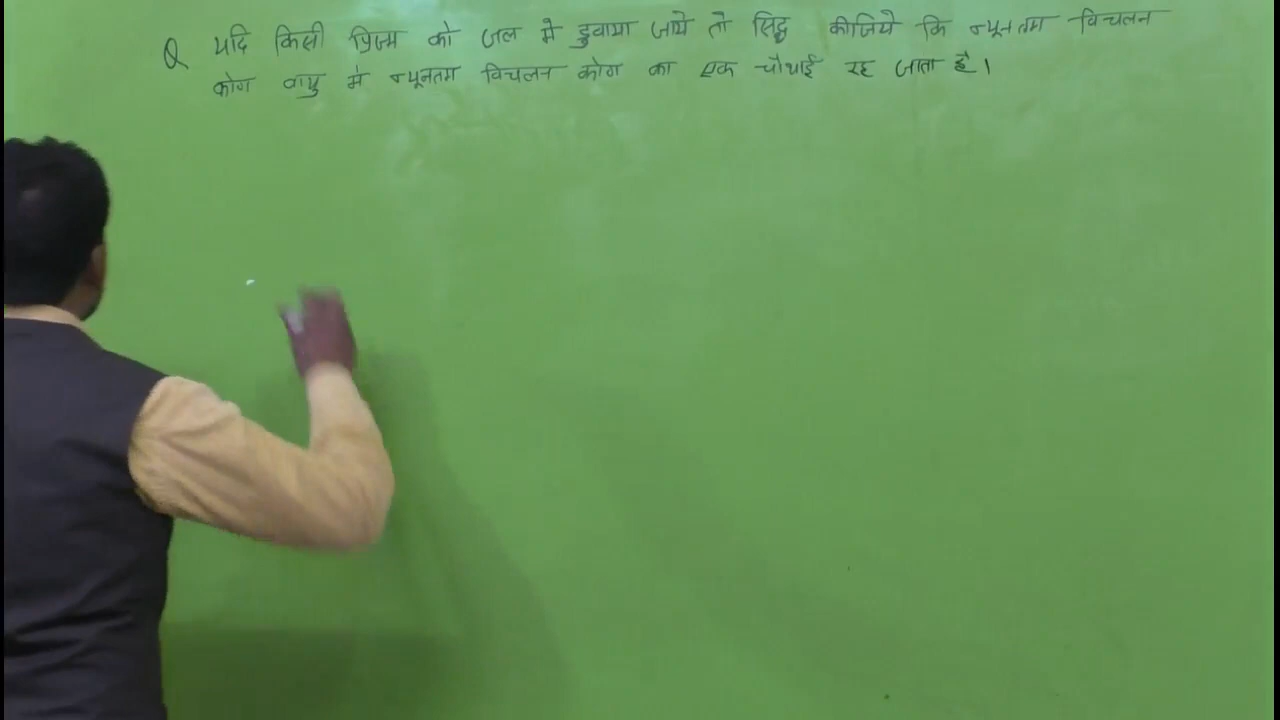 Q यदि किसी प्रिज्म को जल मे डुबाया जाये तो सिद्ध कीजिये कि न्यूनतम विचलन
कोण वायु मे न्यूनतम विचलन कोण का एक चौथाई रह जाता है।